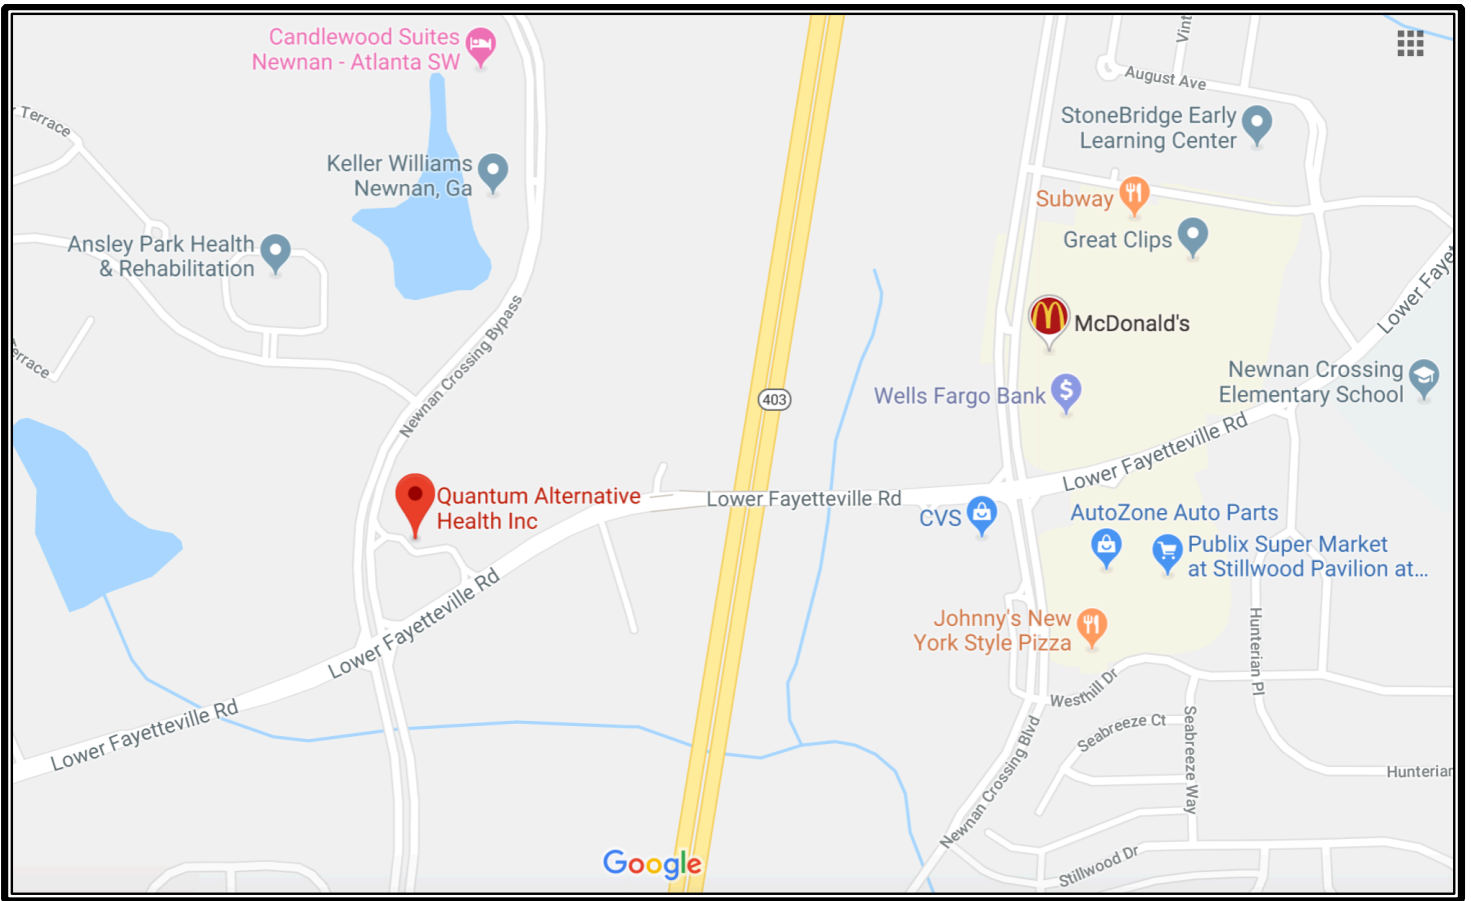 Candlewood Suites
Newnan - Atlanta SW
Vint
August Ave
Terrace
StoneBridge Early
Learning Center
Keller Williams
Newnan, Ga
Subway
Ansley Park Health
& Rehabilitation
Great Clips
Lower Fayet
Newnan Crossing Bypass
McDonald's
errace
Newnan Crossing
Elementary School
Wells Fargo Bank
403
Lower Fayetteville Rd
Quantum Alternative
Health Inc
Lower Fayetteville Rd
CVS
AutoZone Auto Parts
Publix Super Market
at Stillwood Pavilion at...
Lower Fayetteville Rd
Johnny's New
York Style Pizza
Hunterian Pl
Westhill Dr
Lower Fayetteville Rd
Seabreeze Ct
Seabreeze Way
Newnan Crossing Blvd
Hunterian
Stillwood Dr
Google